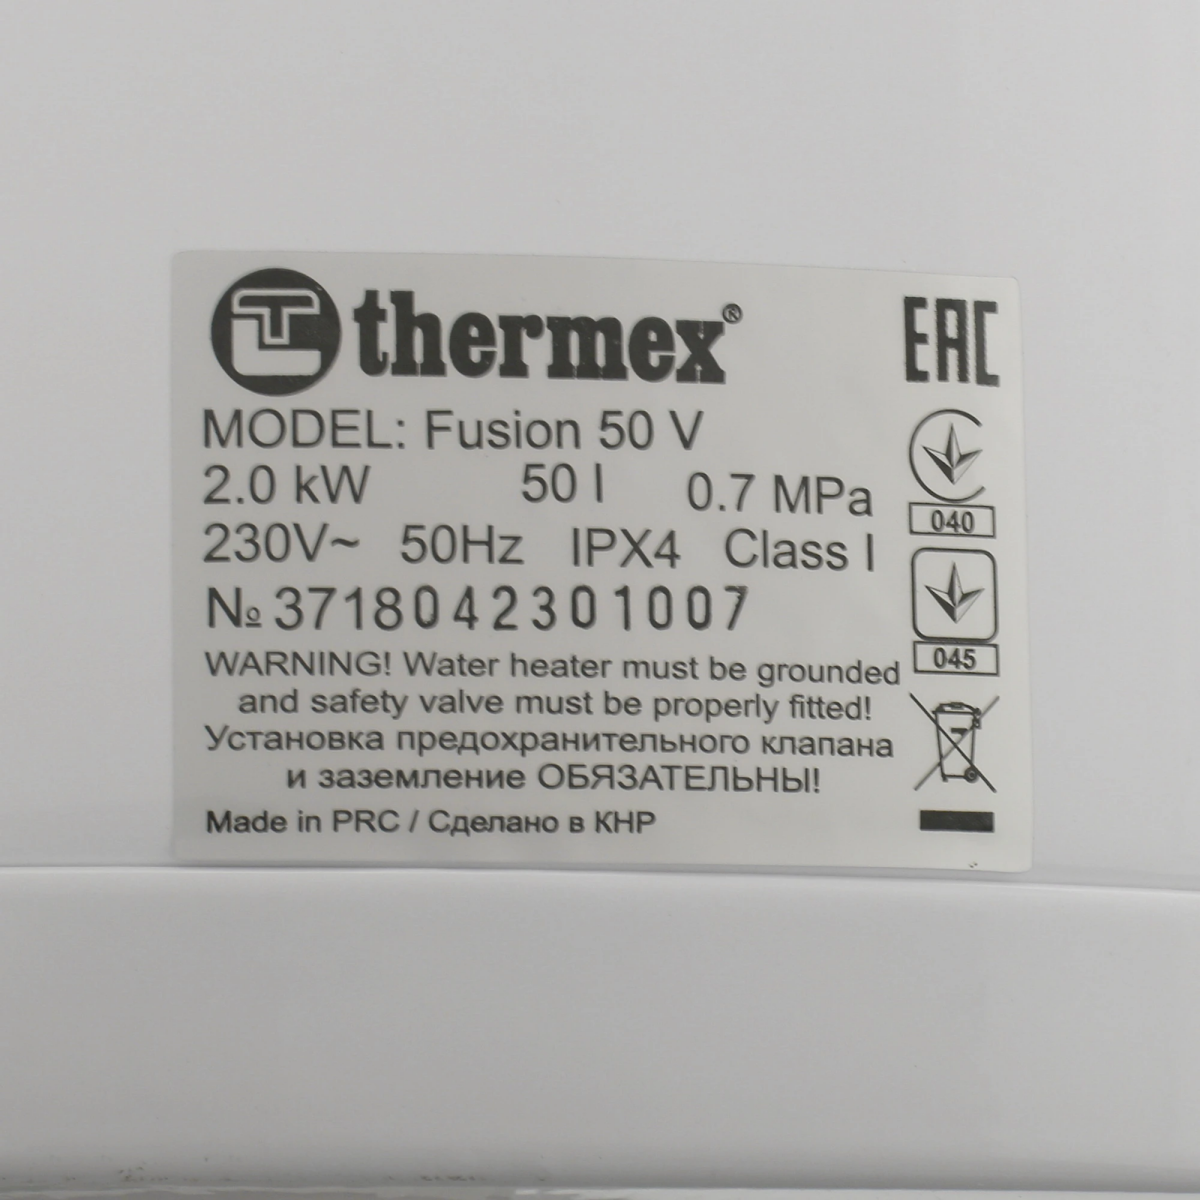 thermex®
EAC
MODEL: Fusion 50 V
2.0 kW 50 l 0.7 MPa
230V~ 50Hz IPX4 Class I
040
№ 3718042301007
045
WARNING! Water heater must be grounded
and safety valve must be properly fitted!
Установка предохранительного клапана
и заземление ОБЯЗАТЕЛЬНЫ!
Made in PRC / Сделано в КНР